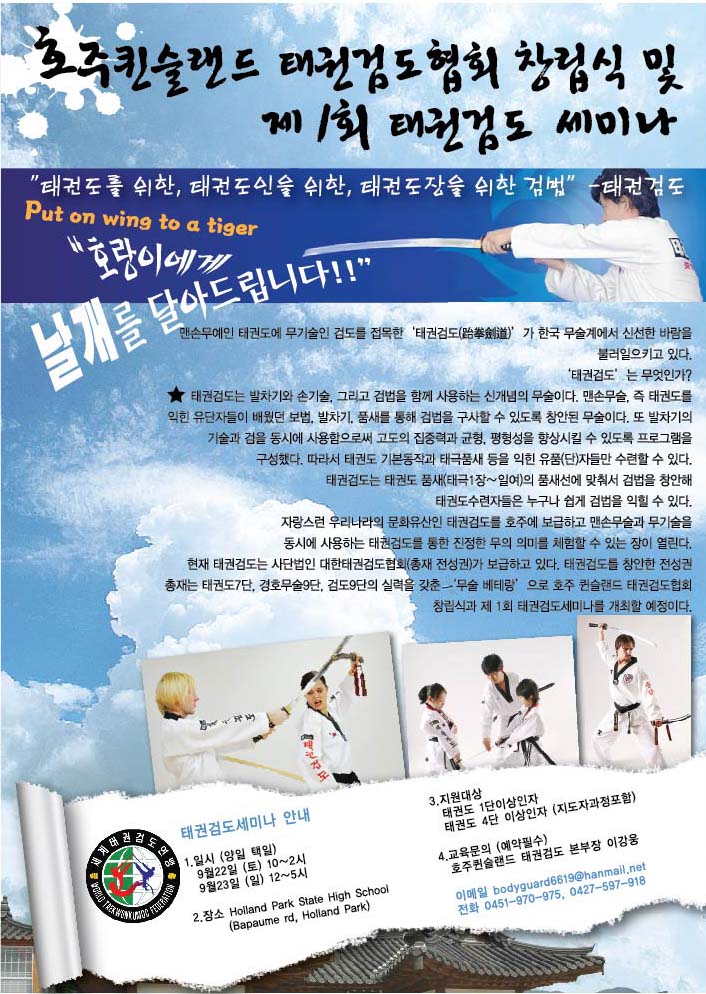 호주퀸슬랜드 태권검도협회 창립식 및
제 1회 태권검도 세미나
"태권도를 위한, 태권도인을 위한, 태권도장을 위한 검법" -태권검도
Put on wing to a tiger
"호랑이에게
날개를 달아드립니다!!"
맨손무예인 태권도에 무기술인 검도를 접목한 '태권검도(跆拳劍道)' 가 한국 무술계에서 신선한 바람을
불러일으키고 있다.
'태권검도' 는 무엇인가?
★ 태권검도는 발차기와 손기술, 그리고 검법을 함께 사용하는 신개념의 무술이다. 맨손무술, 즉 태권도를
익힌 유단자들이 배웠던 보법, 발차기, 품새를 통해 검법을 구사할 수 있도록 창안된 무술이다. 또 발차기의
기술과 검을 동시에 사용함으로써 고도의 집중력과 균형, 평형성을 향상시킬 수 있도록 프로그램을
구성했다. 따라서 태권도 기본동작과 태극품새 등을 익힌 유품(단)자들만 수련할 수 있다.
태권검도는 태권도 품새(태극1장~일여)의 품새선에 맞춰서 검법을 창안해
태권도수련자들은 누구나 쉽게 검법을 익힐 수 있다.
자랑스런 우리나라의 문화유산인 태권검도를 호주에 보급하고 맨손무술과 무기술을
동시에 사용하는 태권검도를 통한 진정한 무의 의미를 체험할 수 있는 장이 열린다.
현재 태권검도는 사단법인 대한태권검도협회(총재 전성권)가 보급하고 있다. 태권검도를 창안한 전성권
총재는 태권도7단, 경호무술9단, 검도9단의 실력을 갖춘 '무술 베테랑' 으로 호주 퀸슬랜드 태권검도협회
창립식과 제 1회 태권검도세미나를 개최할 예정이다.
태권검도
태권검도세미나 안내
1.일시 (양일 택일)
9월22일 (토) 10~2시
9월23일 (일) 12~5시
2.장소 Holland Park State High School
(Bapaume rd, Holland Park)
3.지원대상
태권도 1단이상인자
태권도 4단 이상인자 (지도자과정포함)
4.교육문의 (예약필수)
호주퀸슬랜드 태권검도 본부장 이강웅
이메일 bodyguard6619@hanmail.net
전화 0451-970-975, 0427-597-918
세계태권검도연맹
WORLD TAEKWONKUMDO FEDERATION